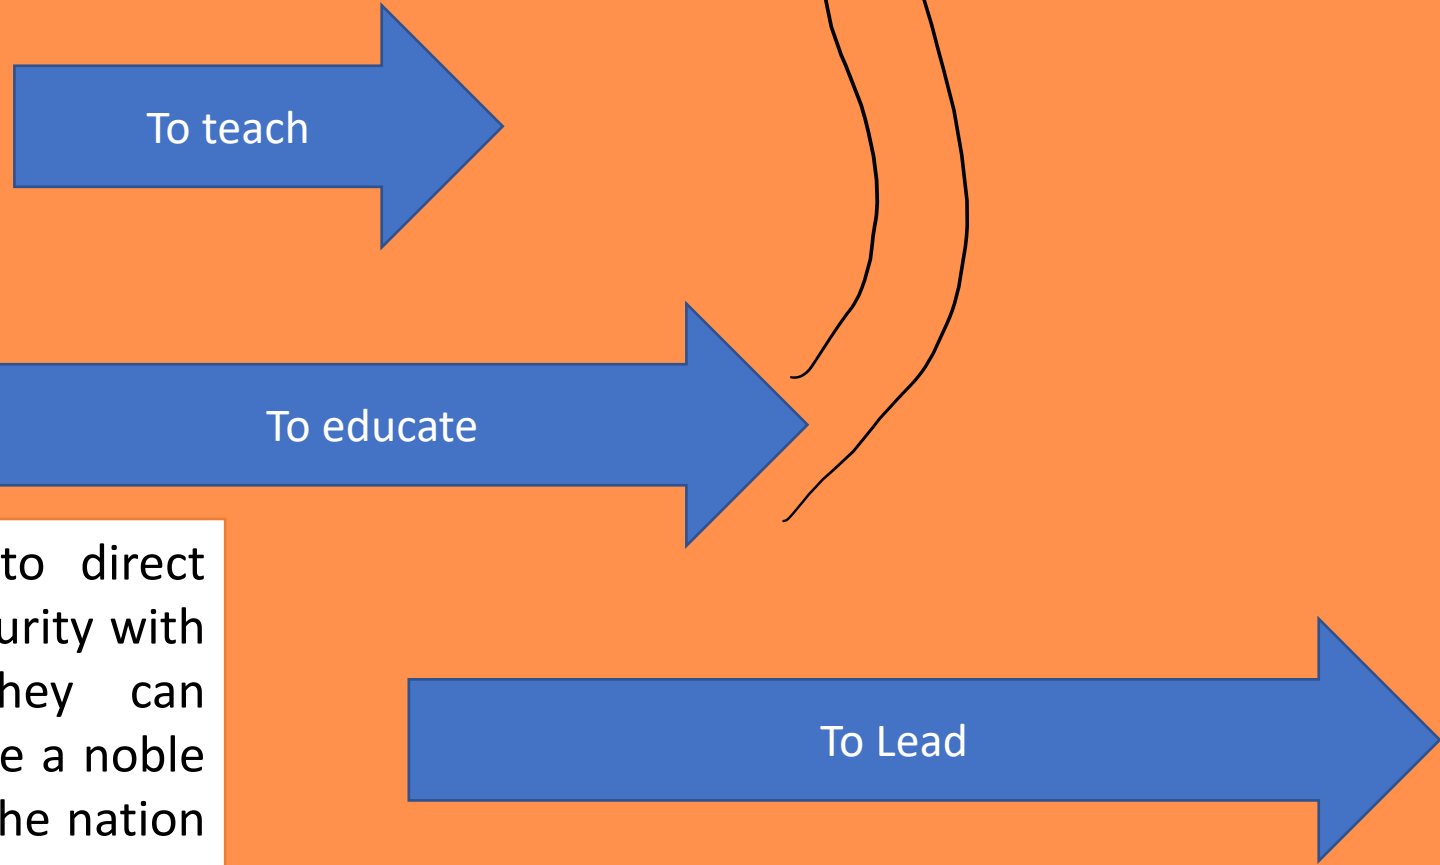 To teach
To educate
to direct
urity with
hey can
e a noble
he nation
To Lead